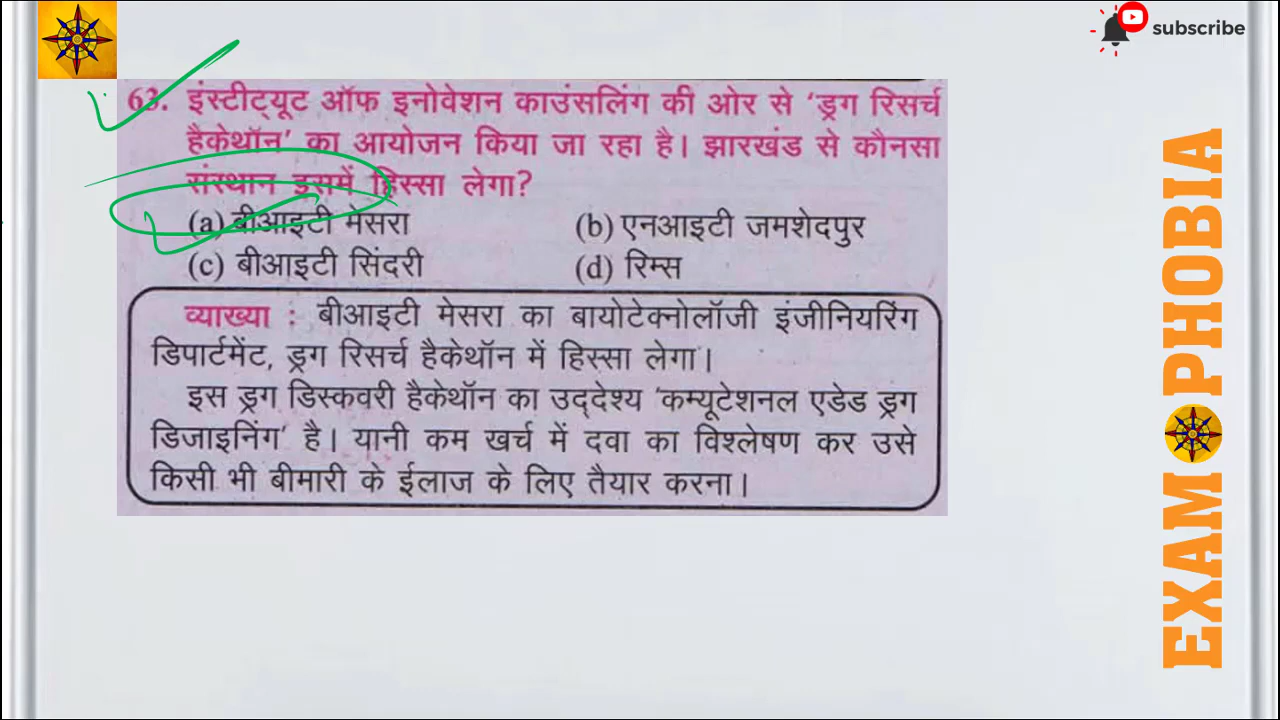 subscribe
63. इंस्टीट्यूट ऑफ इनोवेशन काउंसलिंग की ओर से 'ड्रग रिसर्च
हैकेथॉन' का आयोजन किया जा रहा है। झारखंड से कौनसा
संस्थान इसमें हिस्सा लेगा?
(a) बीआइटी मेसरा (b) एनआइटी जमशेदपुर
(c) बीआइटी सिंदरी (d) रिम्स
व्याख्या : बीआइटी मेसरा का बायोटेक्नोलॉजी इंजीनियरिंग
डिपार्टमेंट, ड्रग रिसर्च हैकेथॉन में हिस्सा लेगा।
इस ड्रग डिस्कवरी हैकेथॉन का उद्देश्य 'कम्यूटेशनल एडेड ड्रग
डिजाइनिंग' है। यानी कम खर्च में दवा का विश्लेषण कर उसे
किसी भी बीमारी के ईलाज के लिए तैयार करना।
EXAM PHOBIA